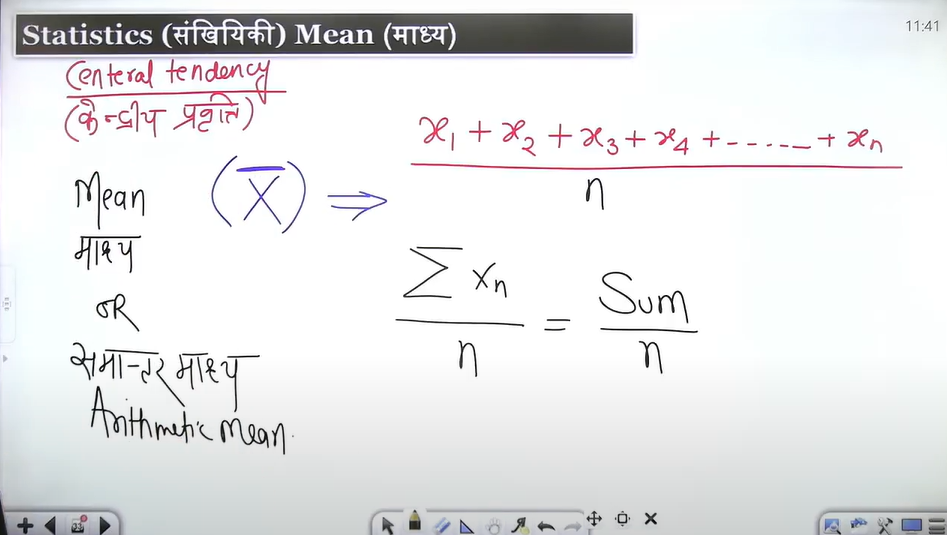 Statistics (संखियिकी) Mean (माध्य)
11:41
Centeral tendency
(केन्द्रीय प्रवृत्ति)
x₁ + x₂ + x₃ + x₄ + ----- + xₙ
n
Mean (X̅) ⇒
माध्य
OR
समान्तर माध्य
Arithmetic mean.
∑ xₙ
n
=
Sum
n